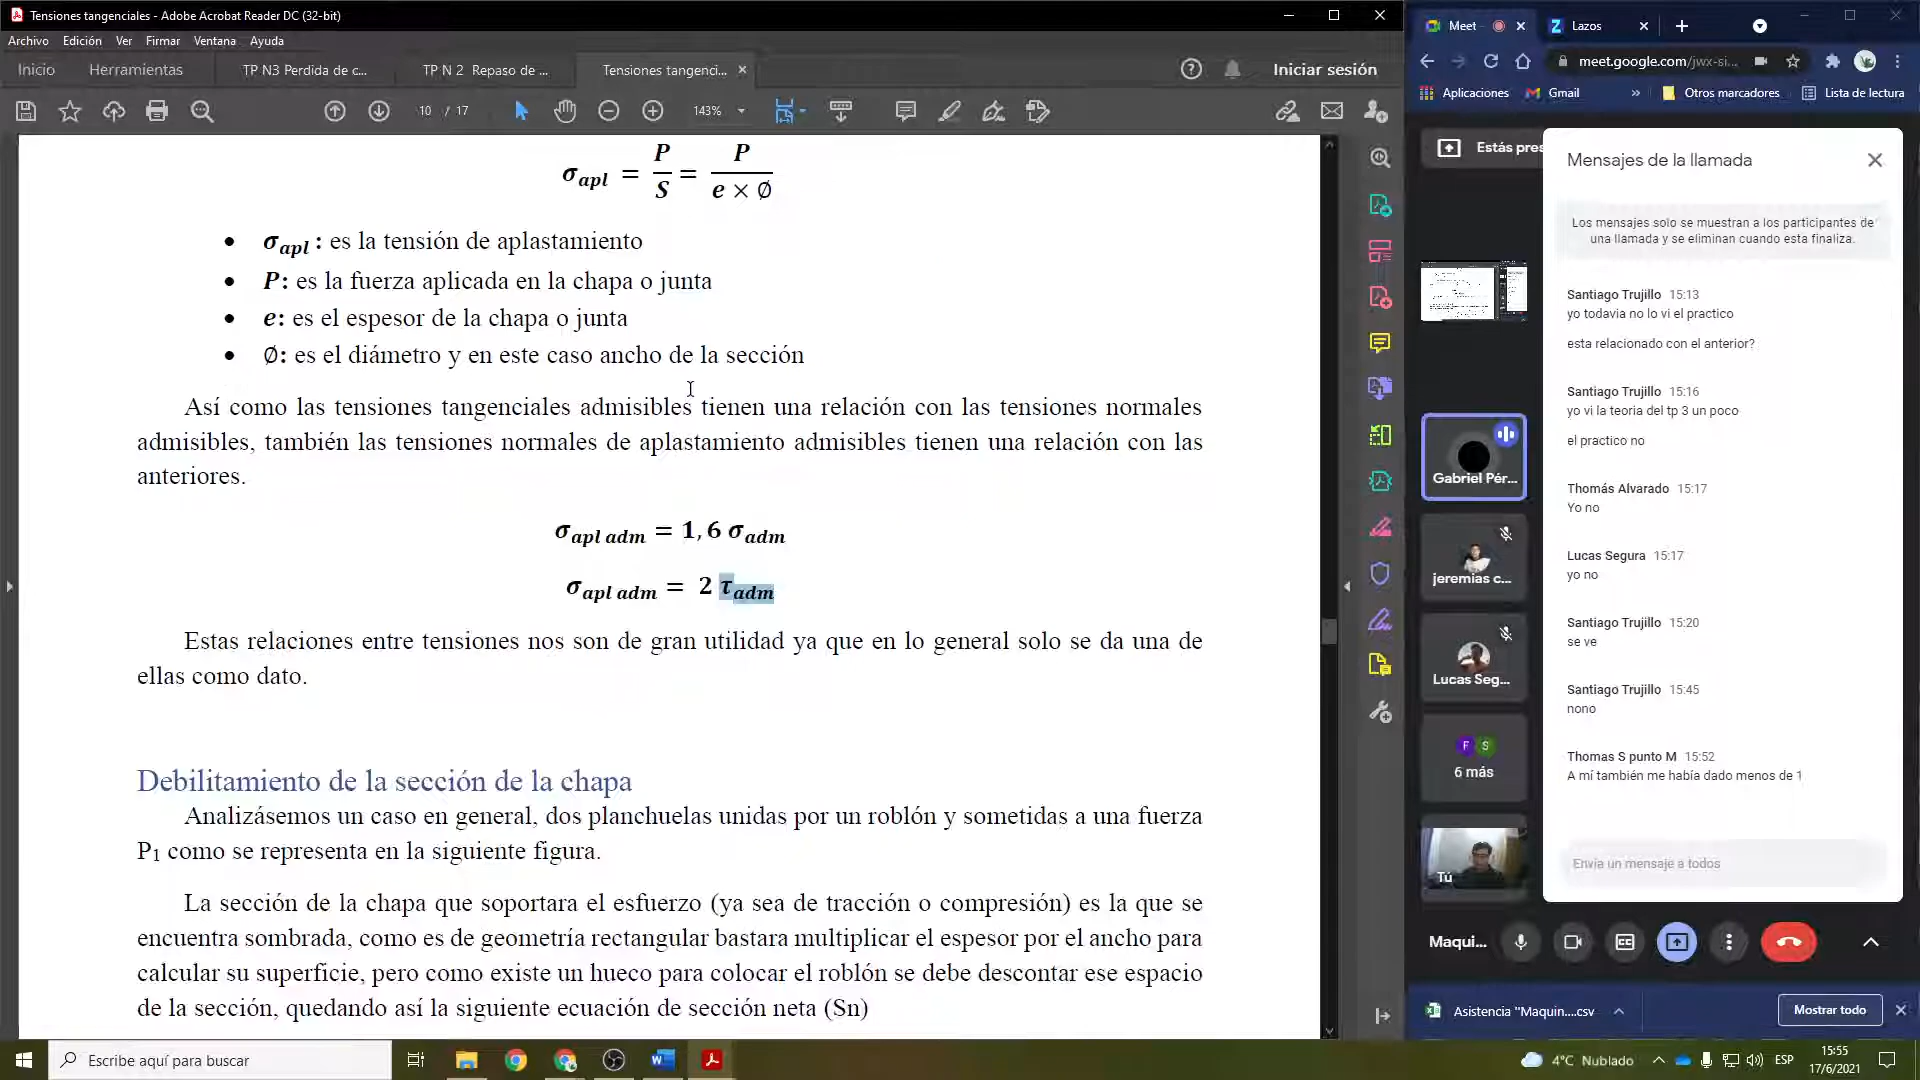 Tensiones tangenciales - Adobe Acrobat Reader DC (32-bit)
Archivo Edición Ver Firmar Ventana Ayuda
Inicio Herramientas TP N3 Perdida de c... TP N 2 Repaso de ... Tensiones tangenci... Iniciar sesión
10 / 17 143%
σapl = P/S = P/(e × ∅)
• σapl : es la tensión de aplastamiento
• P: es la fuerza aplicada en la chapa o junta
• e: es el espesor de la chapa o junta
• ∅: es el diámetro y en este caso ancho de la sección
Así como las tensiones tangenciales admisibles tienen una relación con las tensiones normales
admisibles, también las tensiones normales de aplastamiento admisibles tienen una relación con las
anteriores.
σapl adm = 1,6 σadm
σapl adm = 2 τadm
Estas relaciones entre tensiones nos son de gran utilidad ya que en lo general solo se da una de
ellas como dato.
Debilitamiento de la sección de la chapa
Analizásemos un caso en general, dos planchuelas unidas por un roblón y sometidas a una fuerza
P1 como se representa en la siguiente figura.
La sección de la chapa que soportara el esfuerzo (ya sea de tracción o compresión) es la que se
encuentra sombrada, como es de geometría rectangular bastara multiplicar el espesor por el ancho para
calcular su superficie, pero como existe un hueco para colocar el roblón se debe descontar ese espacio
de la sección, quedando así la siguiente ecuación de sección neta (Sn)
Meet Lazos
meet.google.com/jwx-si...
Aplicaciones Gmail » Otros marcadores Lista de lectura
Estás pres
Mensajes de la llamada
Los mensajes solo se muestran a los participantes de
una llamada y se eliminan cuando esta finaliza.
Santiago Trujillo 15:13
yo todavia no lo vi el practico
esta relacionado con el anterior?
Santiago Trujillo 15:16
yo vi la teoria del tp 3 un poco
el practico no
Thomás Alvarado 15:17
Yo no
Lucas Segura 15:17
yo no
Santiago Trujillo 15:20
se ve
Santiago Trujillo 15:45
nono
Thomas S punto M 15:52
A mí también me había dado menos de 1
Envía un mensaje a todos
Gabriel Pér...
jeremias c...
Lucas Seg...
F S
6 más
Tú
Maqui...
Asistencia "Maquin....csv Mostrar todo
Escribe aquí para buscar
4°C Nublado ESP 15:55
17/6/2021